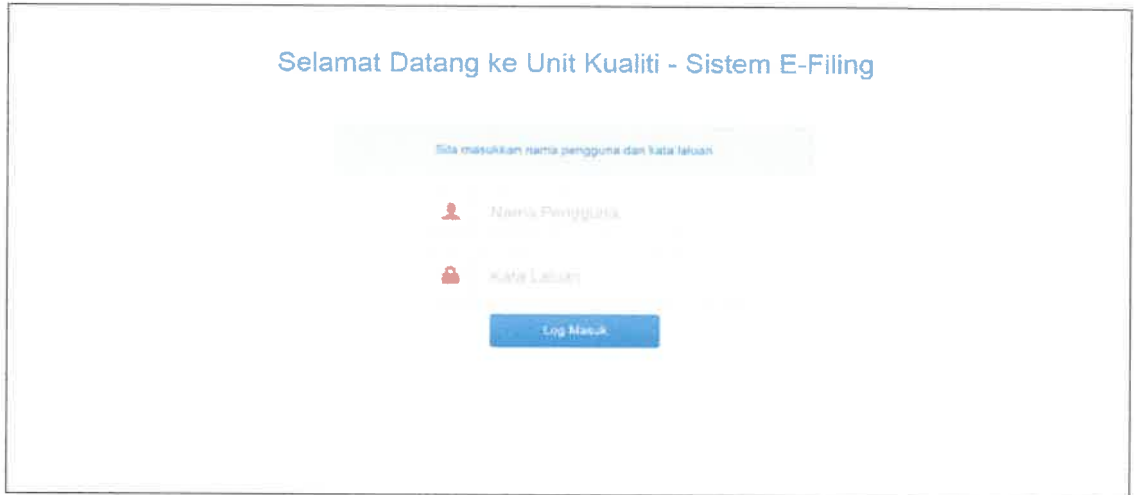 Selamat Datang ke Unit Kualiti - Sistem E-Filing
Sila masukkan nama pengguna dan kata laluan
Nama Pengguna
Kata Laluan
Log Masuk